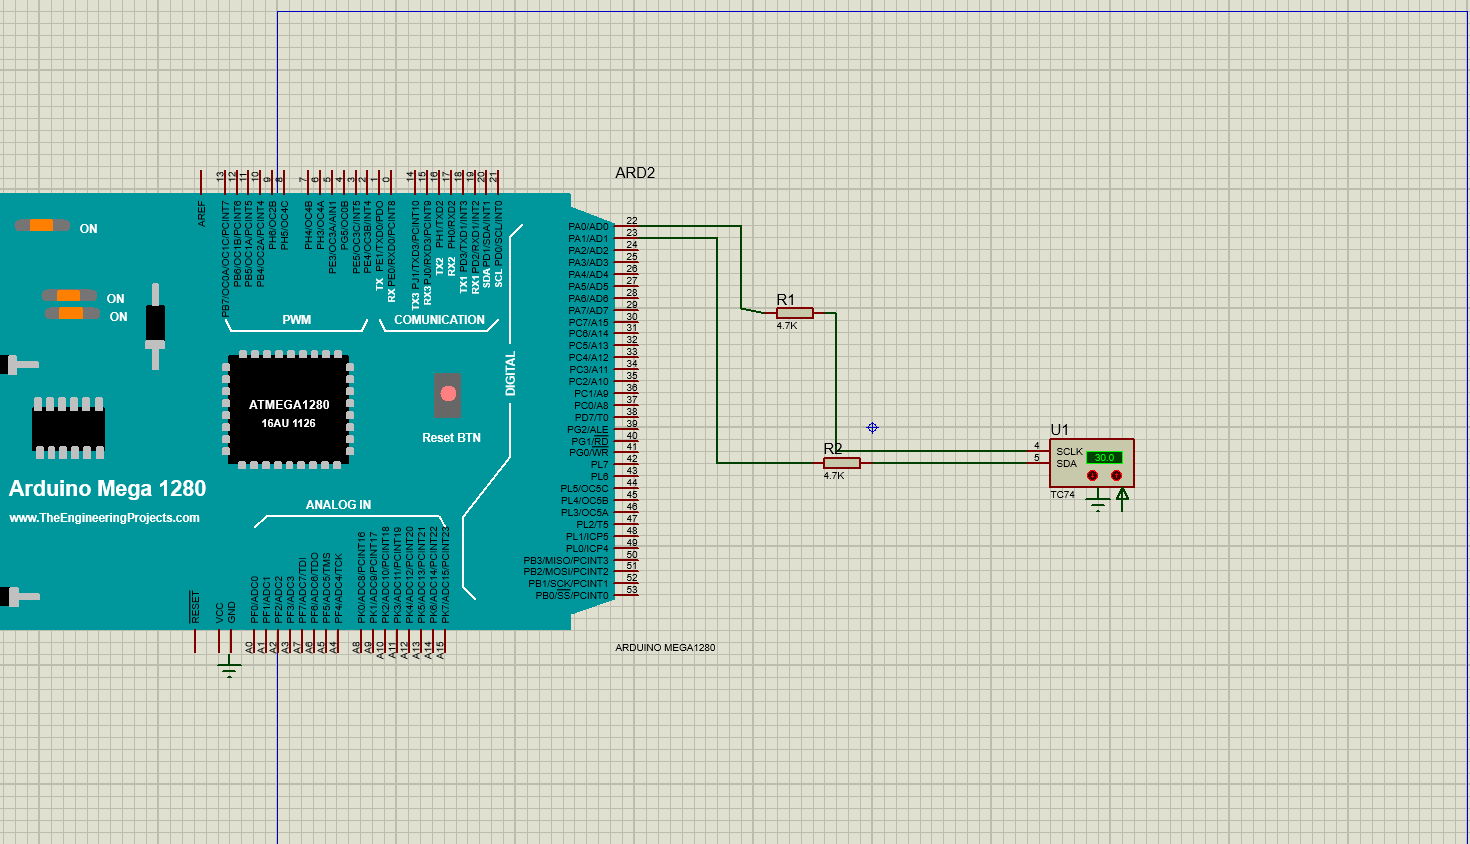 ARD2
13
12
11
10
9
8
7
6
5
4
3
2
1
0
14
15
16
17
18
19
20
21
AREF
PB7/OC0A/OC1C/PCINT7
PB6/OC1B/PCINT6
PB5/OC1A/PCINT5
PB4/OC2A/PCINT4
PH6/OC2B
PH5/OC4C
PH4/OC4B
PH3/OC4A
PE3/OC3A/AIN1
PG5/OC0B
PE5/OC3C/INT5
PE4/OC3B/INT4
TX PE1/TXD0/PDO
RX PE0/RXD0/PCINT8
TX3 PJ1/TXD3/PCINT10
RX3 PJ0/RXD3/PCINT9
TX2 PH1/TXD2
RX2 PH0/RXD2
TX1 PD3/TXD1/INT3
RX1 PD2/RXD1/INT2
SDA PD1/SDA/INT1
SCL PD0/SCL/INT0
ON
ON
ON
PWM
COMUNICATION
DIGITAL
PA0/AD0 22
PA1/AD1 23
PA2/AD2 24
PA3/AD3 25
PA4/AD4 26
PA5/AD5 27
PA6/AD6 28
PA7/AD7 29
PC7/A15 30
PC6/A14 31
PC5/A13 32
PC4/A12 33
PC3/A11 34
PC2/A10 35
PC1/A9 36
PC0/A8 37
PD7/T0 38
PG2/ALE 39
PG1/RD 40
PG0/WR 41
PL7 42
PL6 43
PL5/OC5C 44
PL4/OC5B 45
PL3/OC5A 46
PL2/T5 47
PL1/ICP5 48
PL0/ICP4 49
PB3/MISO/PCINT3 50
PB2/MOSI/PCINT2 51
PB1/SCK/PCINT1 52
PB0/SS/PCINT0 53
R1
4.7K
R2
4.7K
U1
4 SCLK
5 SDA
30.0
TC74
ATMEGA1280
16AU 1126
Reset BTN
Arduino Mega 1280
www.TheEngineeringProjects.com
ANALOG IN
RESET
VCC
GND
PF0/ADC0
PF1/ADC1
PF2/ADC2
PF3/ADC3
PF7/ADC7/TDI
PF6/ADC6/TDO
PF5/ADC5/TMS
PF4/ADC4/TCK
PK0/ADC8/PCINT16
PK1/ADC9/PCINT17
PK2/ADC10/PCINT18
PK3/ADC11/PCINT19
PK4/ADC12/PCINT20
PK5/ADC13/PCINT21
PK6/ADC14/PCINT22
PK7/ADC15/PCINT23
A0
A1
A2
A3
A7
A6
A5
A4
A8
A9
A10
A11
A12
A13
A14
A15
ARDUINO MEGA1280